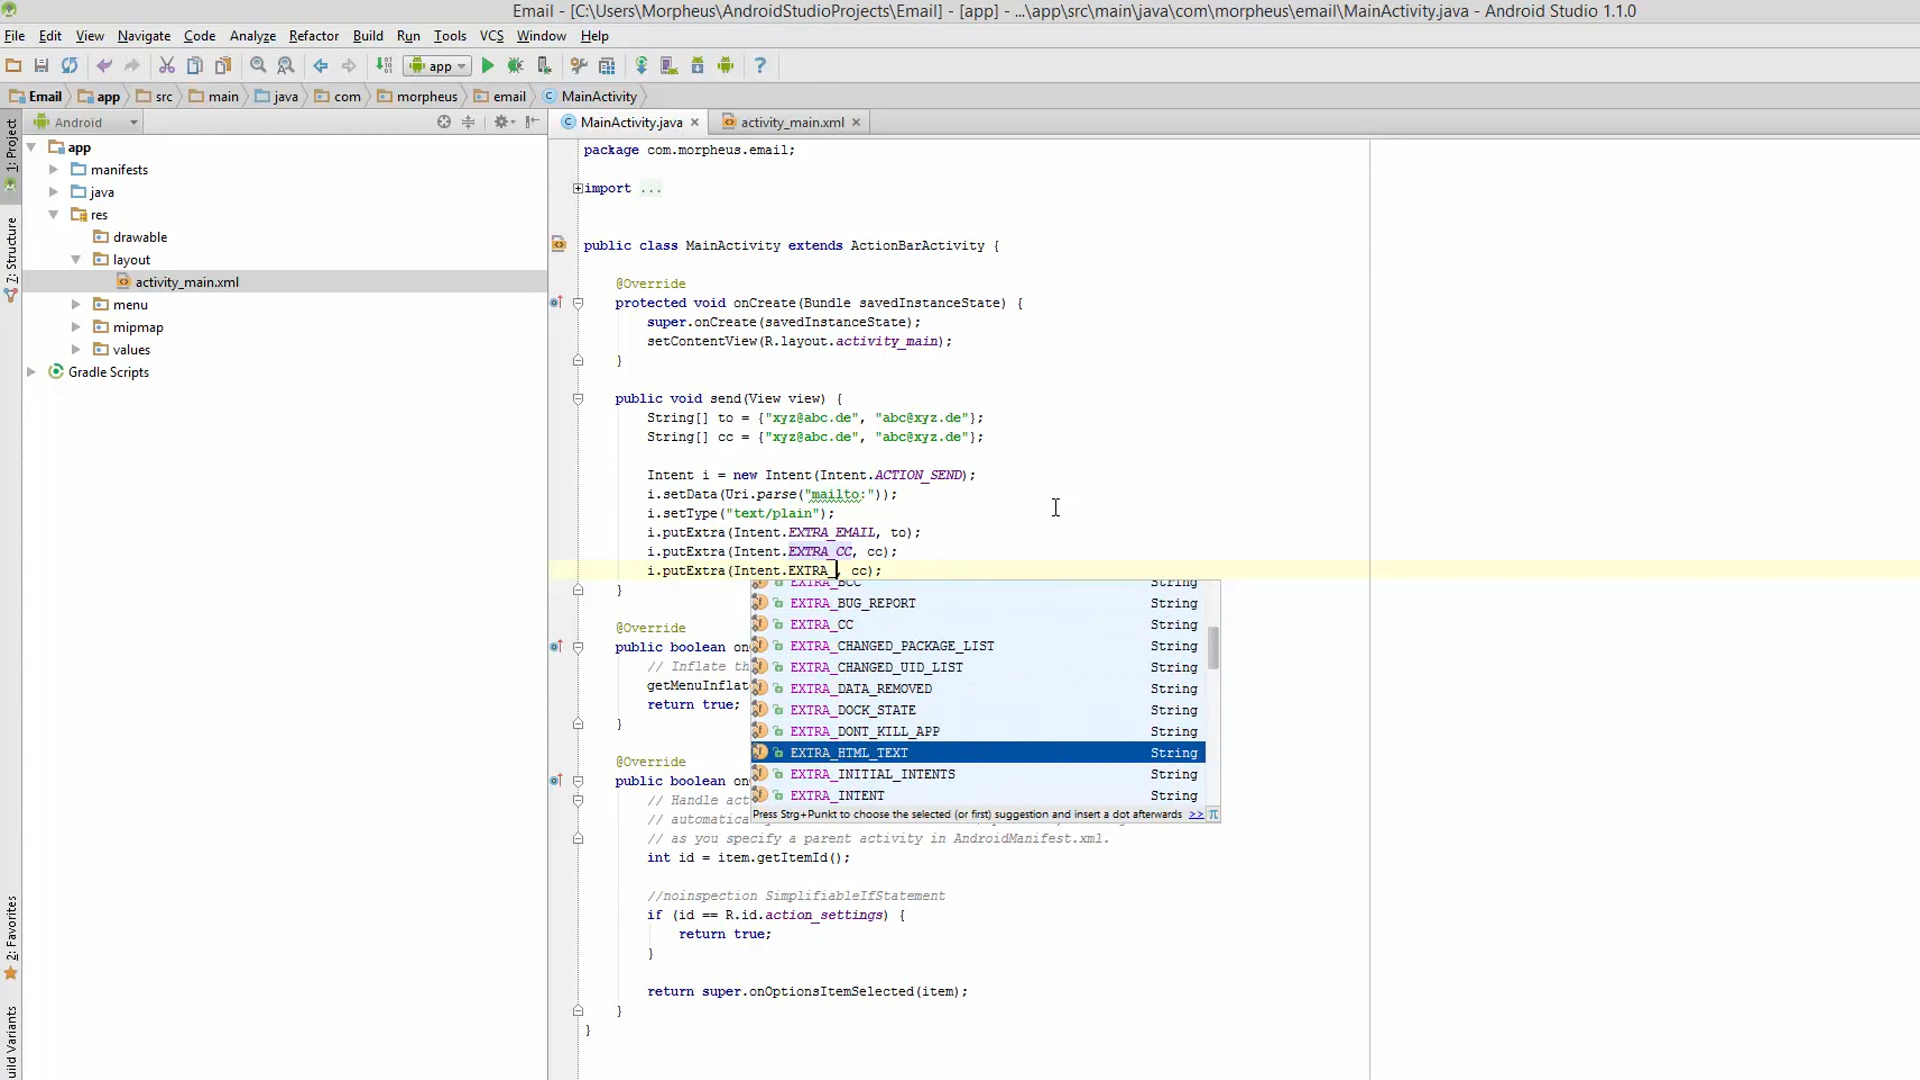 Email - [C:\Users\Morpheus\AndroidStudioProjects\Email] - [app] - ...\app\src\main\java\com\morpheus\email\MainActivity.java - Android Studio 1.1.0
File Edit View Navigate Code Analyze Refactor Build Run Tools VCS Window Help
app
Email app src main java com morpheus email MainActivity
Android
MainActivity.java activity_main.xml
1: Project
7: Structure
2: Favorites
uild Variants
app
manifests
java
res
drawable
layout
activity_main.xml
menu
mipmap
values
Gradle Scripts
package com.morpheus.email;
import ...
public class MainActivity extends ActionBarActivity {
@Override
protected void onCreate(Bundle savedInstanceState) {
super.onCreate(savedInstanceState);
setContentView(R.layout.activity_main);
}
public void send(View view) {
String[] to = {"xyz@abc.de", "abc@xyz.de"};
String[] cc = {"xyz@abc.de", "abc@xyz.de"};
Intent i = new Intent(Intent.ACTION_SEND);
i.setData(Uri.parse("mailto:"));
i.setType("text/plain");
i.putExtra(Intent.EXTRA_EMAIL, to);
i.putExtra(Intent.EXTRA_CC, cc);
i.putExtra(Intent.EXTRA_, cc);
}
EXTRA_BCC String
EXTRA_BUG_REPORT String
EXTRA_CC String
EXTRA_CHANGED_PACKAGE_LIST String
EXTRA_CHANGED_UID_LIST String
EXTRA_DATA_REMOVED String
EXTRA_DOCK_STATE String
EXTRA_DONT_KILL_APP String
EXTRA_HTML_TEXT String
EXTRA_INITIAL_INTENTS String
EXTRA_INTENT String
Press Strg+Punkt to choose the selected (or first) suggestion and insert a dot afterwards >> π
@Override
public boolean on
// Inflate th
getMenuInflat
return true;
}
@Override
public boolean on
// Handle act
// automatica
// as you specify a parent activity in AndroidManifest.xml.
int id = item.getItemId();
//noinspection SimplifiableIfStatement
if (id == R.id.action_settings) {
return true;
}
return super.onOptionsItemSelected(item);
}
}